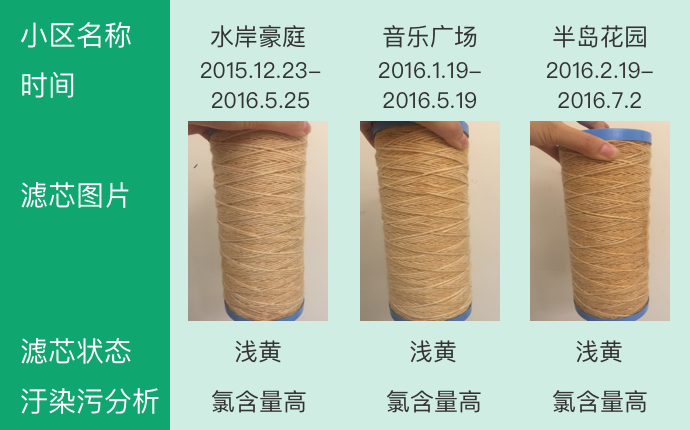 小区名称 水岸豪庭 音乐广场 半岛花园
时间 2015.12.23- 2016.1.19- 2016.2.19-
2016.5.25 2016.5.19 2016.7.2
滤芯图片
滤芯状态 浅黄 浅黄 浅黄
汙染污分析 氯含量高 氯含量高 氯含量高